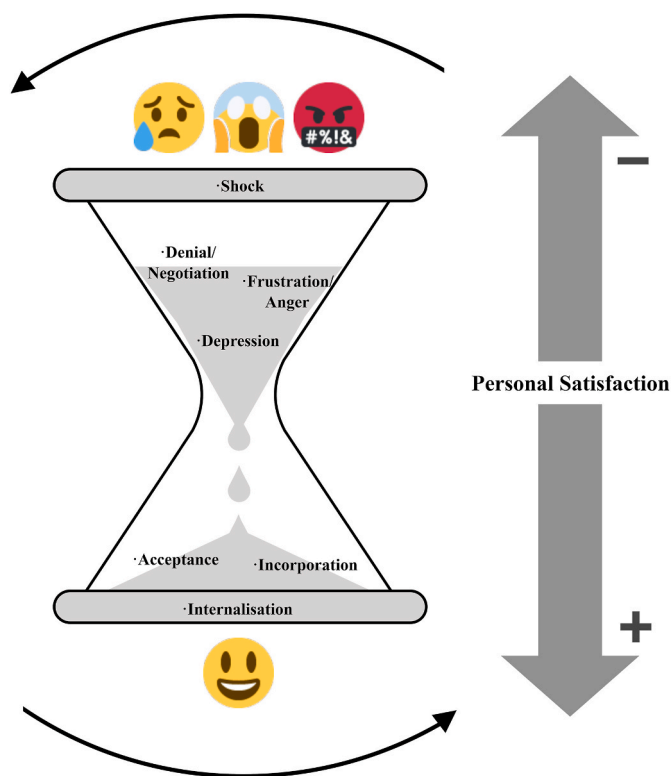 #%!&
·Shock
·Denial/
Negotiation
·Frustration/
Anger
·Depression
Personal Satisfaction
·Acceptance
·Incorporation
·Internalisation
−
+